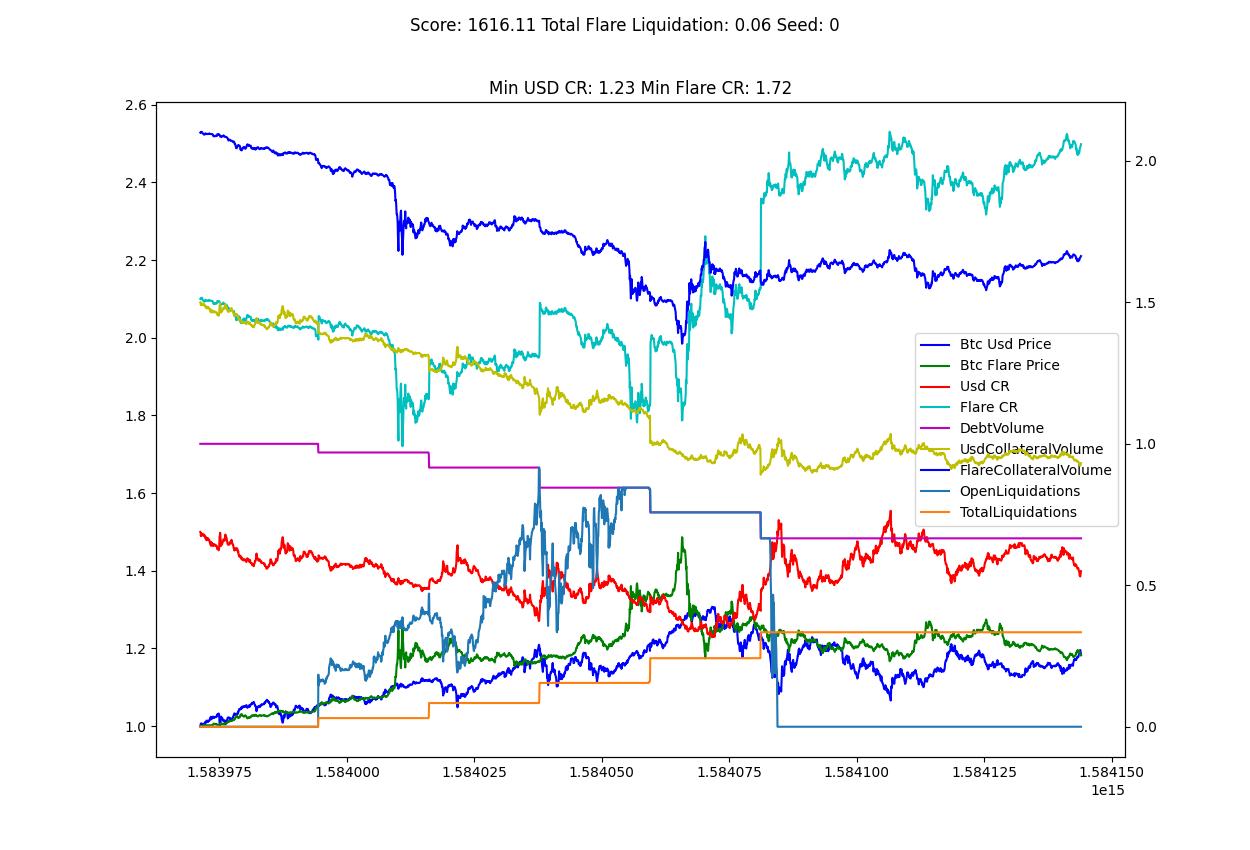 Score: 1616.11 Total Flare Liquidation: 0.06 Seed: 0
Min USD CR: 1.23 Min Flare CR: 1.72
2.6
2.4
2.2
2.0
1.8
1.6
1.4
1.2
1.0
2.0
1.5
1.0
0.5
0.0
Btc Usd Price
Btc Flare Price
Usd CR
Flare CR
DebtVolume
UsdCollateralVolume
FlareCollateralVolume
OpenLiquidations
TotalLiquidations
1.583975 1.584000 1.584025 1.584050 1.584075 1.584100 1.584125 1.584150
1e15